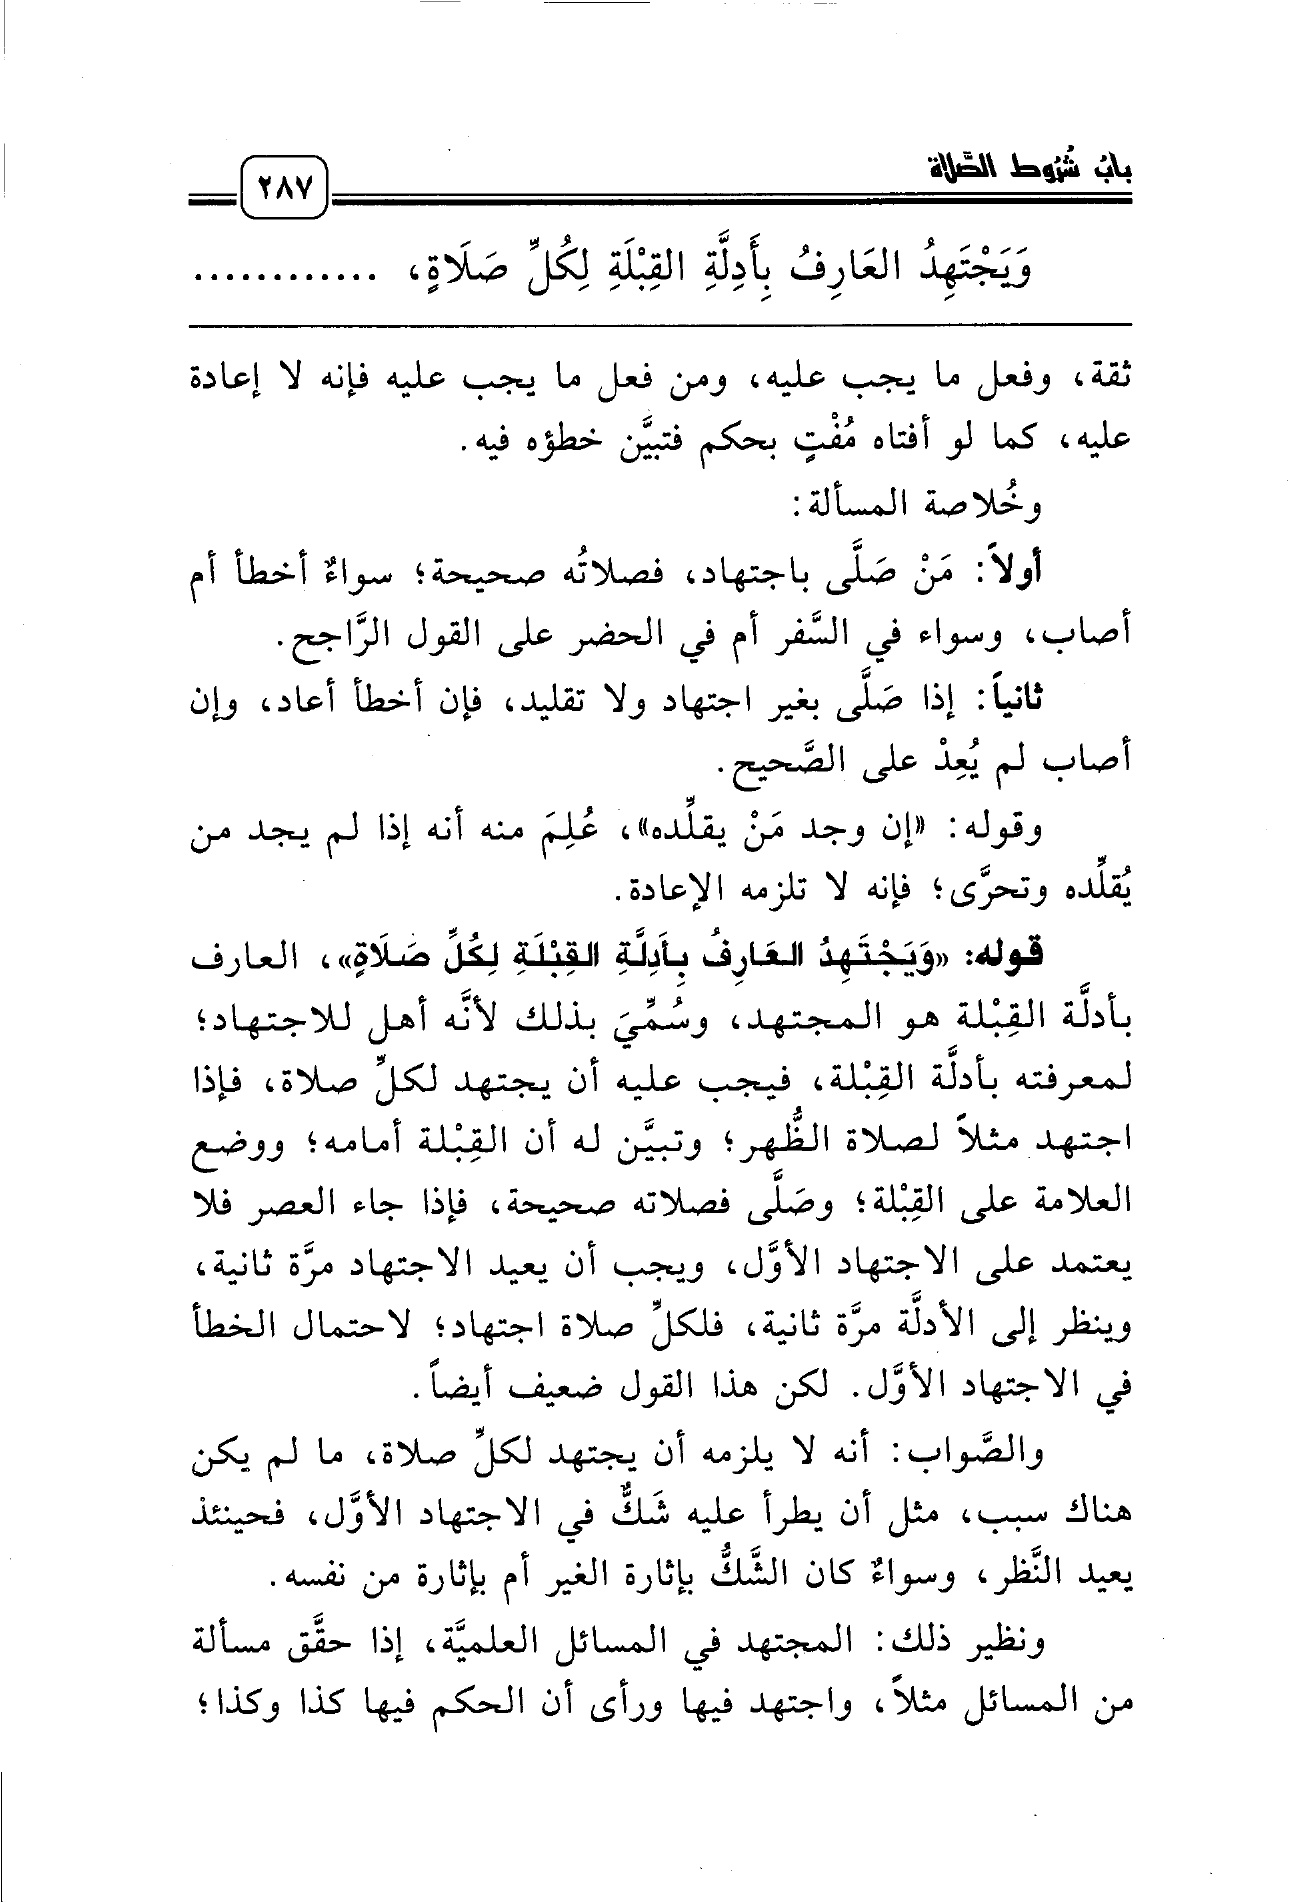 بابُ شُرُوط الصَّلاة
٢٨٧
وَيَجْتَهِدُ العَارِفُ بِأَدِلَّةِ القِبْلَةِ لِكُلِّ صَلَاةٍ، ............
ثقة، وفعل ما يجب عليه، ومن فعل ما يجب عليه فإنه لا إعادة
عليه، كما لو أفتاه مُفْتٍ بحكم فتبيَّن خطؤه فيه.
وخُلاصة المسألة:
أولاً: مَنْ صَلَّى باجتهاد، فصلاتُه صحيحة؛ سواءٌ أخطأ أم
أصاب، وسواء في السَّفر أم في الحضر على القول الرَّاجح.
ثانياً: إذا صَلَّى بغير اجتهاد ولا تقليد، فإن أخطأ أعاد، وإن
أصاب لم يُعِدْ على الصَّحيح.
وقوله: «إن وجد مَنْ يقلِّده»، عُلِمَ منه أنه إذا لم يجد من
يُقلِّده وتحرَّى؛ فإنه لا تلزمه الإعادة.
قوله: «وَيَجْتَهِدُ العَارِفُ بِأَدِلَّةِ القِبْلَةِ لِكُلِّ صَلَاةٍ»، العارف
بأدلَّة القِبْلة هو المجتهد، وسُمِّيَ بذلك لأنَّه أهل للاجتهاد؛
لمعرفته بأدلَّة القِبْلة، فيجب عليه أن يجتهد لكلِّ صلاة، فإذا
اجتهد مثلاً لصلاة الظُّهر؛ وتبيَّن له أن القِبْلة أمامه؛ ووضع
العلامة على القِبْلة؛ وصَلَّى فصلاته صحيحة، فإذا جاء العصر فلا
يعتمد على الاجتهاد الأوَّل، ويجب أن يعيد الاجتهاد مرَّة ثانية،
وينظر إلى الأدلَّة مرَّة ثانية، فلكلِّ صلاة اجتهاد؛ لاحتمال الخطأ
في الاجتهاد الأوَّل. لكن هذا القول ضعيف أيضاً.
والصَّواب: أنه لا يلزمه أن يجتهد لكلِّ صلاة، ما لم يكن
هناك سبب، مثل أن يطرأ عليه شَكٌّ في الاجتهاد الأوَّل، فحينئذ
يعيد النَّظر، وسواءٌ كان الشَّكُّ بإثارة الغير أم بإثارة من نفسه.
ونظير ذلك: المجتهد في المسائل العلميَّة، إذا حقَّق مسألة
من المسائل مثلاً، واجتهد فيها ورأى أن الحكم فيها كذا وكذا؛